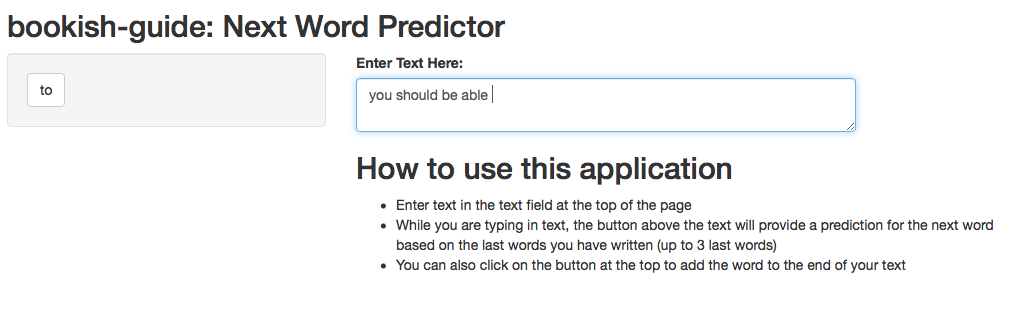 bookish-guide: Next Word Predictor
to
Enter Text Here:
you should be able
How to use this application
• Enter text in the text field at the top of the page
• While you are typing in text, the button above the text will provide a prediction for the next word
based on the last words you have written (up to 3 last words)
• You can also click on the button at the top to add the word to the end of your text